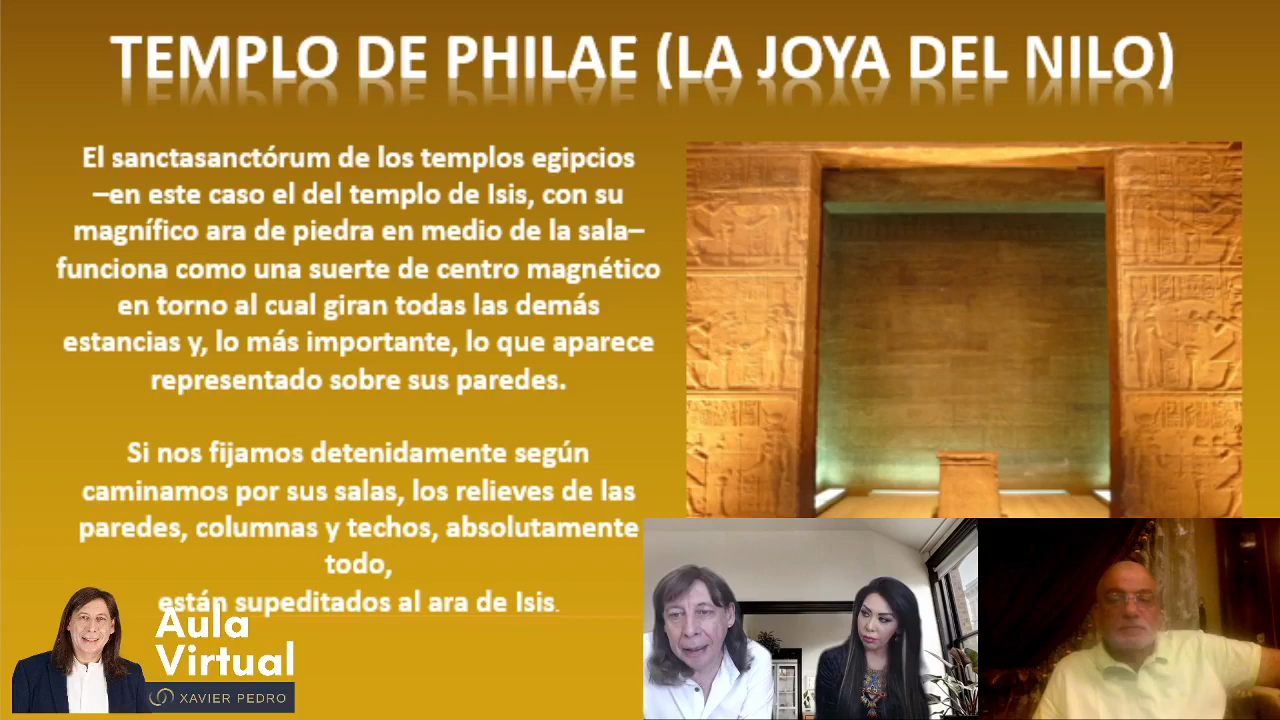 TEMPLO DE PHILAE (LA JOYA DEL NILO)
El sanctasanctórum de los templos egipcios
–en este caso el del templo de Isis, con su
magnífico ara de piedra en medio de la sala–
funciona como una suerte de centro magnético
en torno al cual giran todas las demás
estancias y, lo más importante, lo que aparece
representado sobre sus paredes.
Si nos fijamos detenidamente según
caminamos por sus salas, los relieves de las
paredes, columnas y techos, absolutamente
todo,
están supeditados al ara de Isis.
Aula
Virtual
XAVIER PEDRO